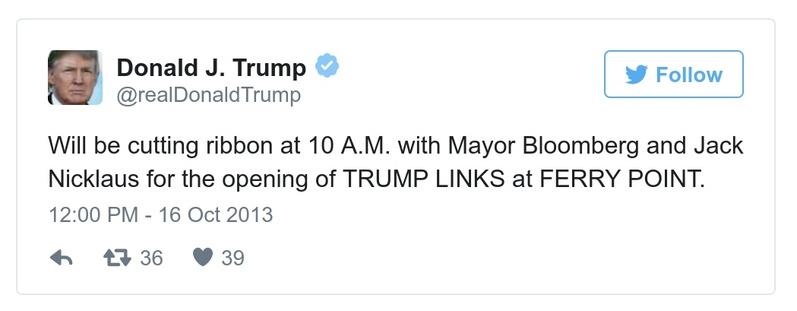 Donald J. Trump
@realDonaldTrump
Follow
Will be cutting ribbon at 10 A.M. with Mayor Bloomberg and Jack
Nicklaus for the opening of TRUMP LINKS at FERRY POINT.
12:00 PM - 16 Oct 2013
36 39